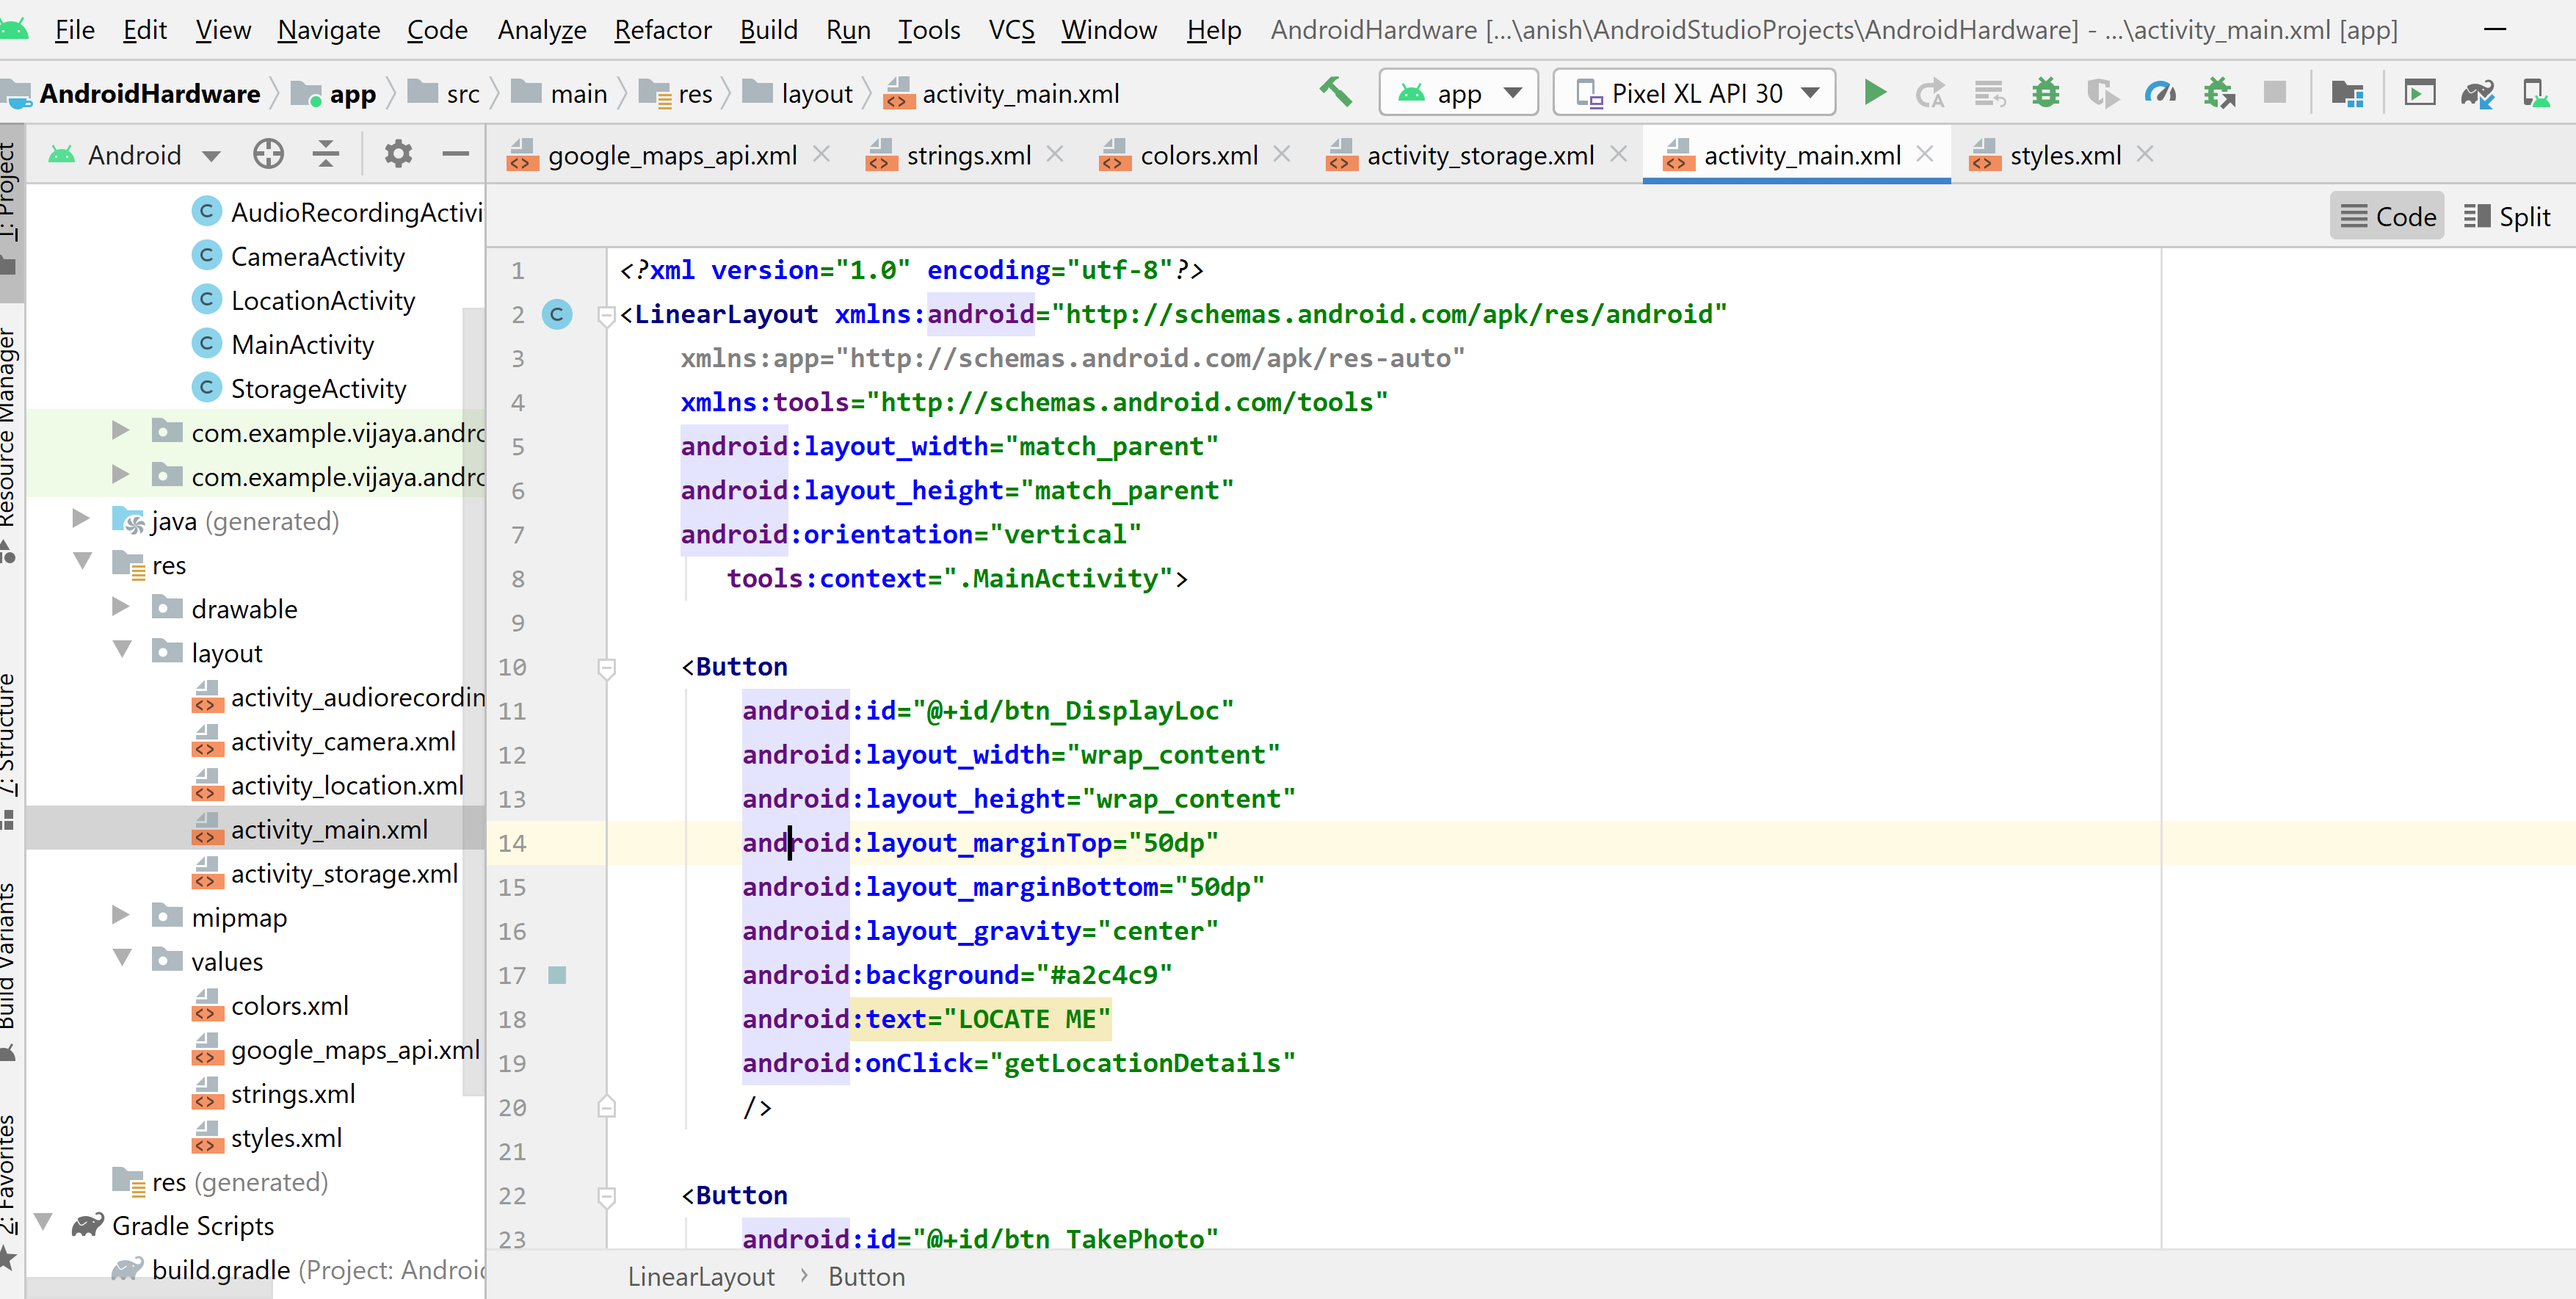 File Edit View Navigate Code Analyze Refactor Build Run Tools VCS Window Help AndroidHardware [...\anish\AndroidStudioProjects\AndroidHardware] - ...\activity_main.xml [app]
AndroidHardware app src main res layout activity_main.xml app Pixel XL API 30
Android
google_maps_api.xml strings.xml colors.xml activity_storage.xml activity_main.xml styles.xml
Code Split
1: Project
Resource Manager
7: Structure
Build Variants
2: Favorites
AudioRecordingActivi
CameraActivity
LocationActivity
MainActivity
StorageActivity
com.example.vijaya.andro
com.example.vijaya.andro
java (generated)
res
drawable
layout
activity_audiorecordin
activity_camera.xml
activity_location.xml
activity_main.xml
activity_storage.xml
mipmap
values
colors.xml
google_maps_api.xml
strings.xml
styles.xml
res (generated)
Gradle Scripts
build.gradle (Project: Androi
1 <?xml version="1.0" encoding="utf-8"?>
2 C <LinearLayout xmlns:android="http://schemas.android.com/apk/res/android"
3 xmlns:app="http://schemas.android.com/apk/res-auto"
4 xmlns:tools="http://schemas.android.com/tools"
5 android:layout_width="match_parent"
6 android:layout_height="match_parent"
7 android:orientation="vertical"
8 tools:context=".MainActivity">
9
10 <Button
11 android:id="@+id/btn_DisplayLoc"
12 android:layout_width="wrap_content"
13 android:layout_height="wrap_content"
14 android:layout_marginTop="50dp"
15 android:layout_marginBottom="50dp"
16 android:layout_gravity="center"
17 android:background="#a2c4c9"
18 android:text="LOCATE ME"
19 android:onClick="getLocationDetails"
20 />
21
22 <Button
23 android:id="@+id/btn_TakePhoto"
LinearLayout › Button